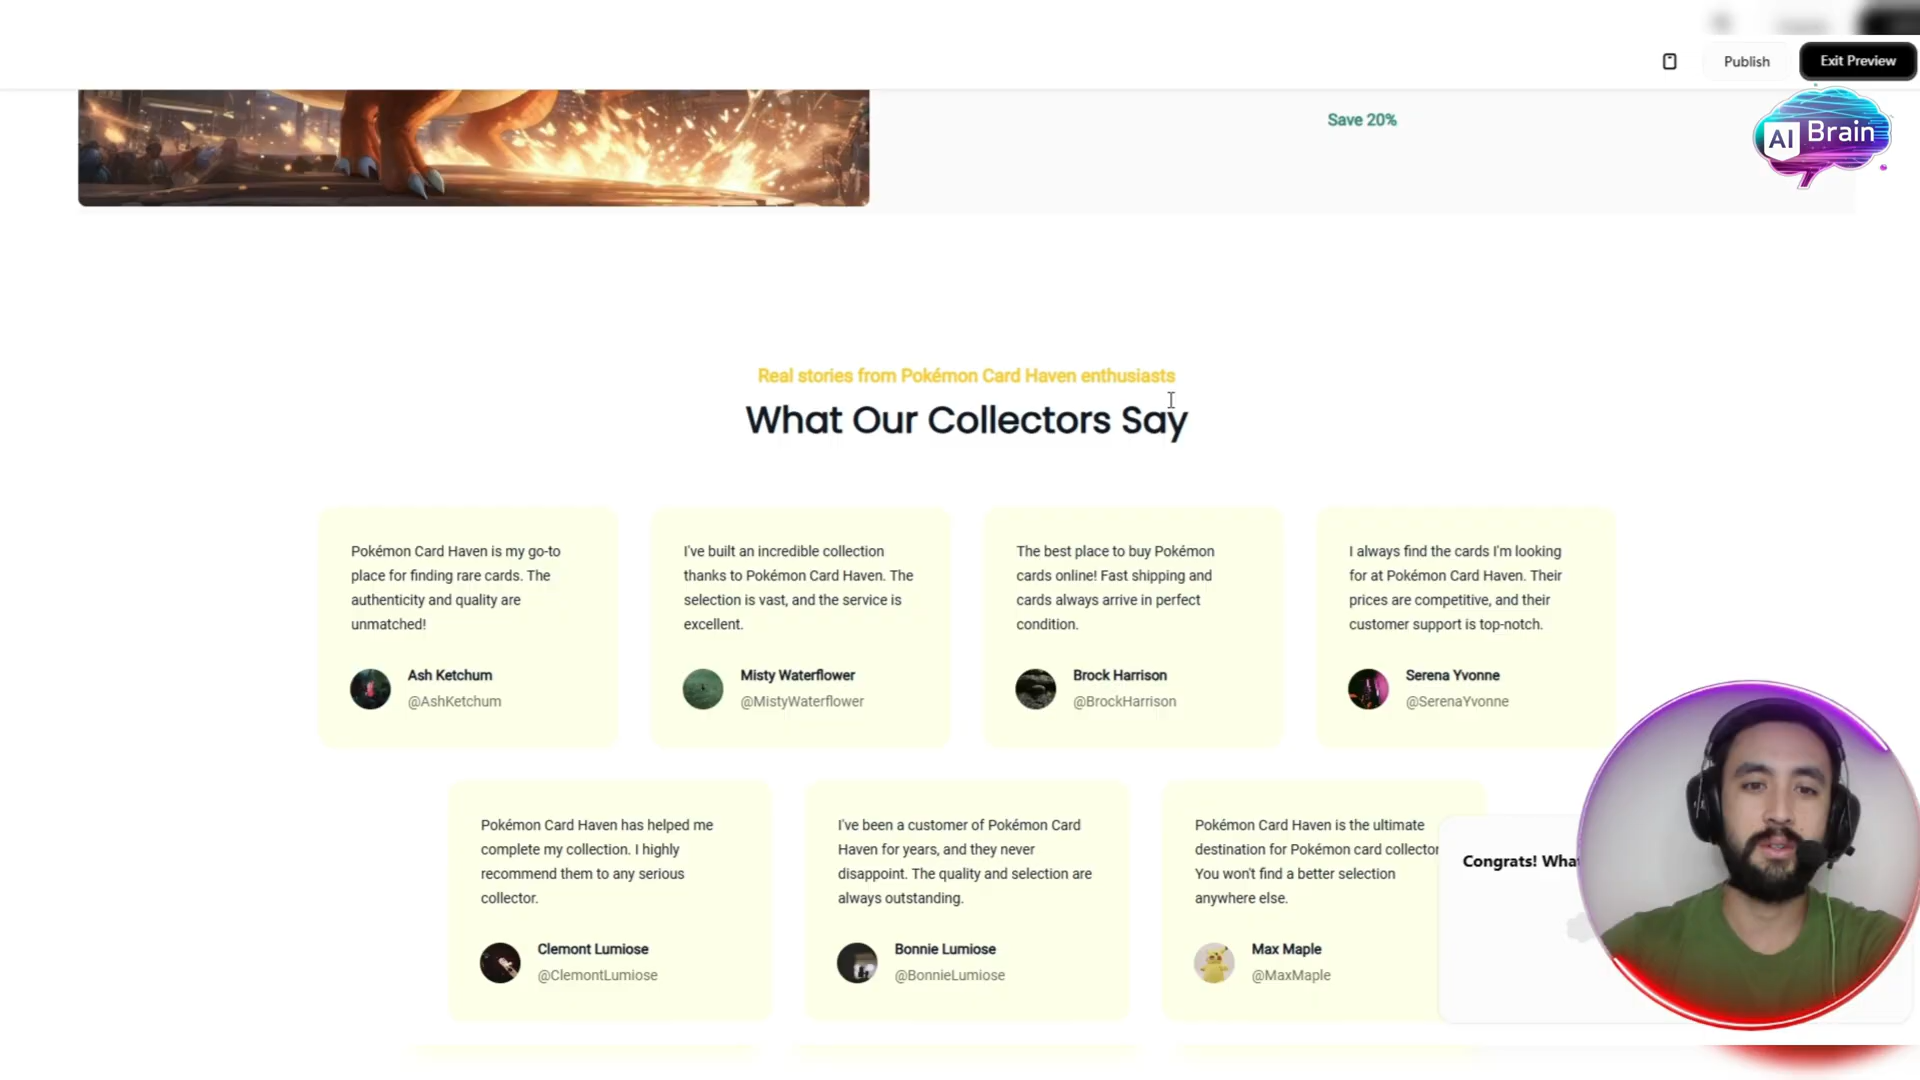 Publish
Exit Preview
Save 20%
AI Brain
Real stories from Pokémon Card Haven enthusiasts
What Our Collectors Say
Pokémon Card Haven is my go-to
place for finding rare cards. The
authenticity and quality are
unmatched!
Ash Ketchum
@AshKetchum
I've built an incredible collection
thanks to Pokémon Card Haven. The
selection is vast, and the service is
excellent.
Misty Waterflower
@MistyWaterflower
The best place to buy Pokémon
cards online! Fast shipping and
cards always arrive in perfect
condition.
Brock Harrison
@BrockHarrison
I always find the cards I'm looking
for at Pokémon Card Haven. Their
prices are competitive, and their
customer support is top-notch.
Serena Yvonne
@SerenaYvonne
Pokémon Card Haven has helped me
complete my collection. I highly
recommend them to any serious
collector.
Clemont Lumiose
@ClemontLumiose
I've been a customer of Pokémon Card
Haven for years, and they never
disappoint. The quality and selection are
always outstanding.
Bonnie Lumiose
@BonnieLumiose
Pokémon Card Haven is the ultimate
destination for Pokémon card collector
You won't find a better selection
anywhere else.
Max Maple
@MaxMaple
Congrats! What